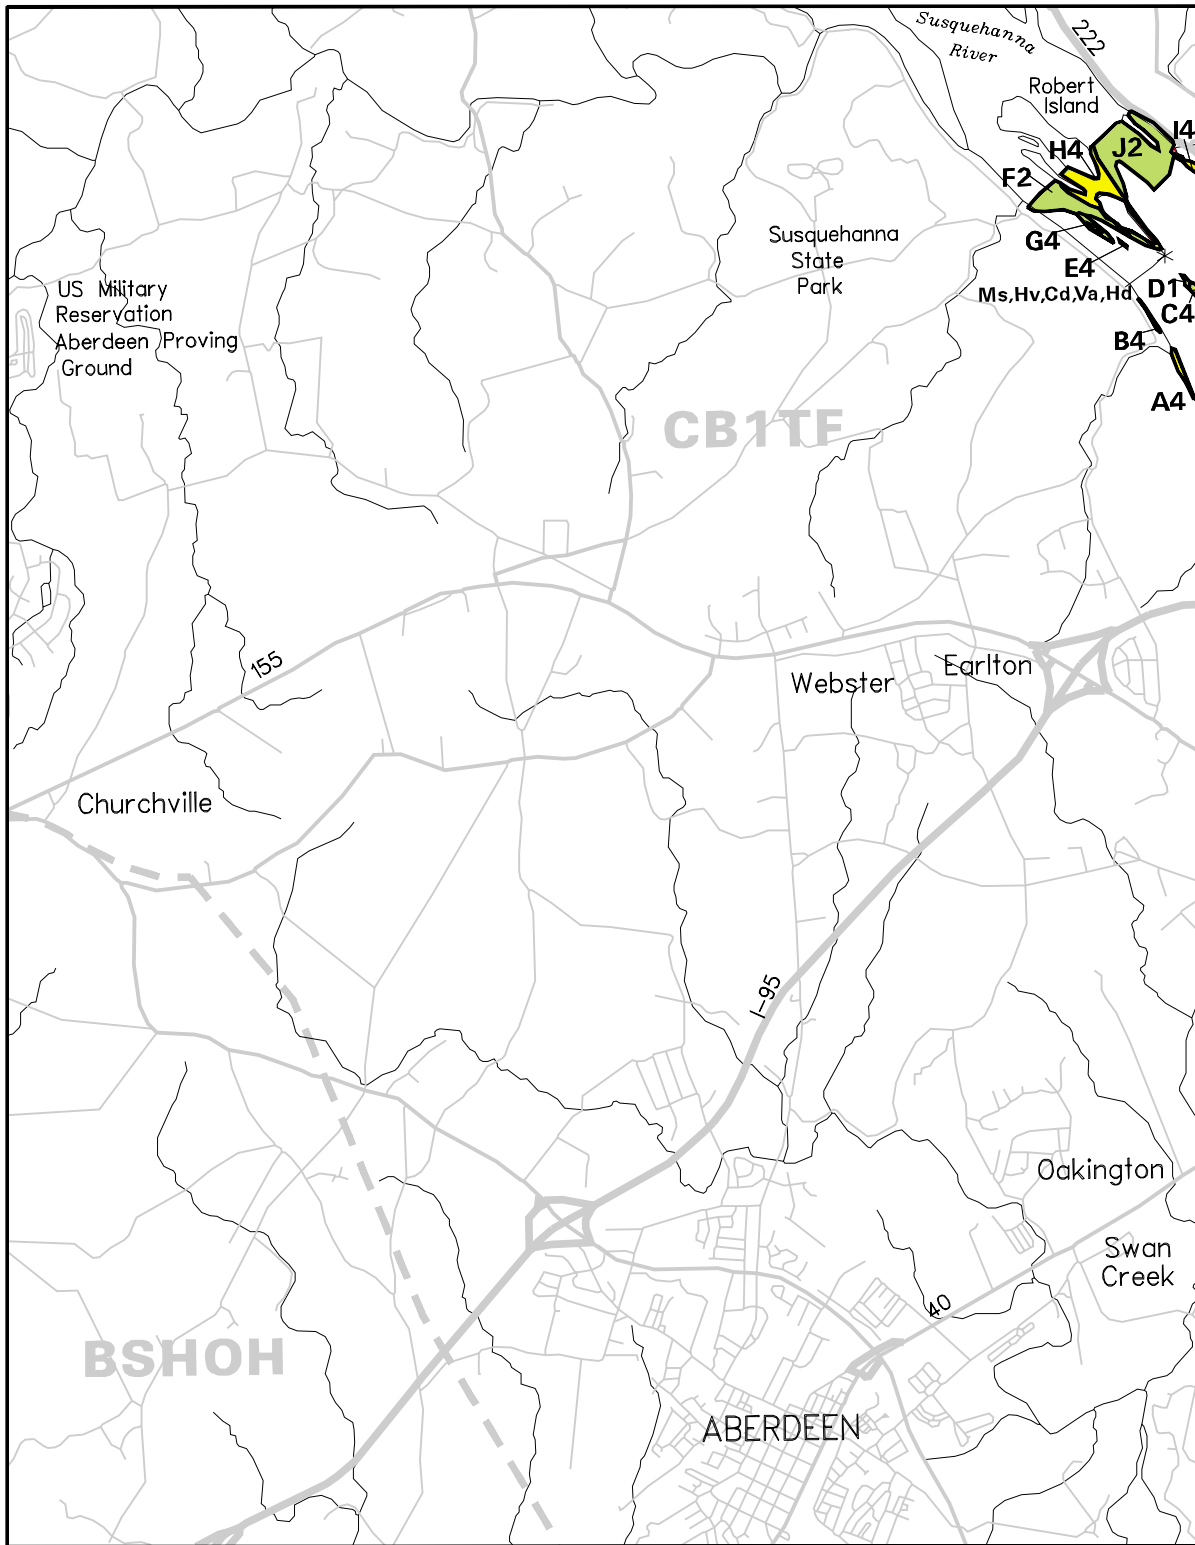 Susquehanna
River
222
Robert
Island
I4
J2
H4
F2
G4
E4
Ms,Hv,Cd,Va,Hd
D1
C4
B4
A4
Susquehanna
State
Park
US Military
Reservation
Aberdeen Proving
Ground
CB1TF
155
Webster
Earlton
Churchville
I-95
Oakington
Swan
Creek
40
BSHOH
ABERDEEN